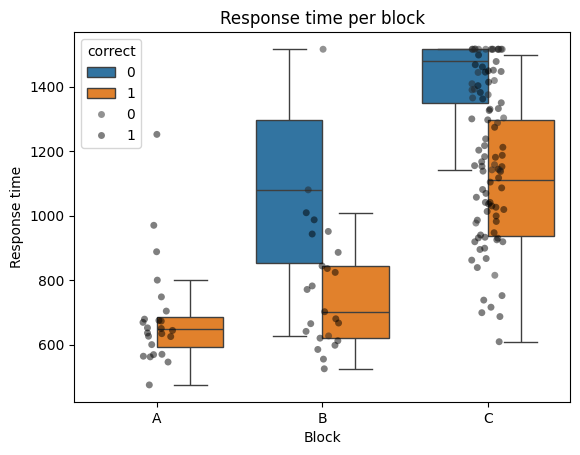 Response time per block
correct
0
1
0
1
Response time
1400
1200
1000
800
600
A
B
C
Block